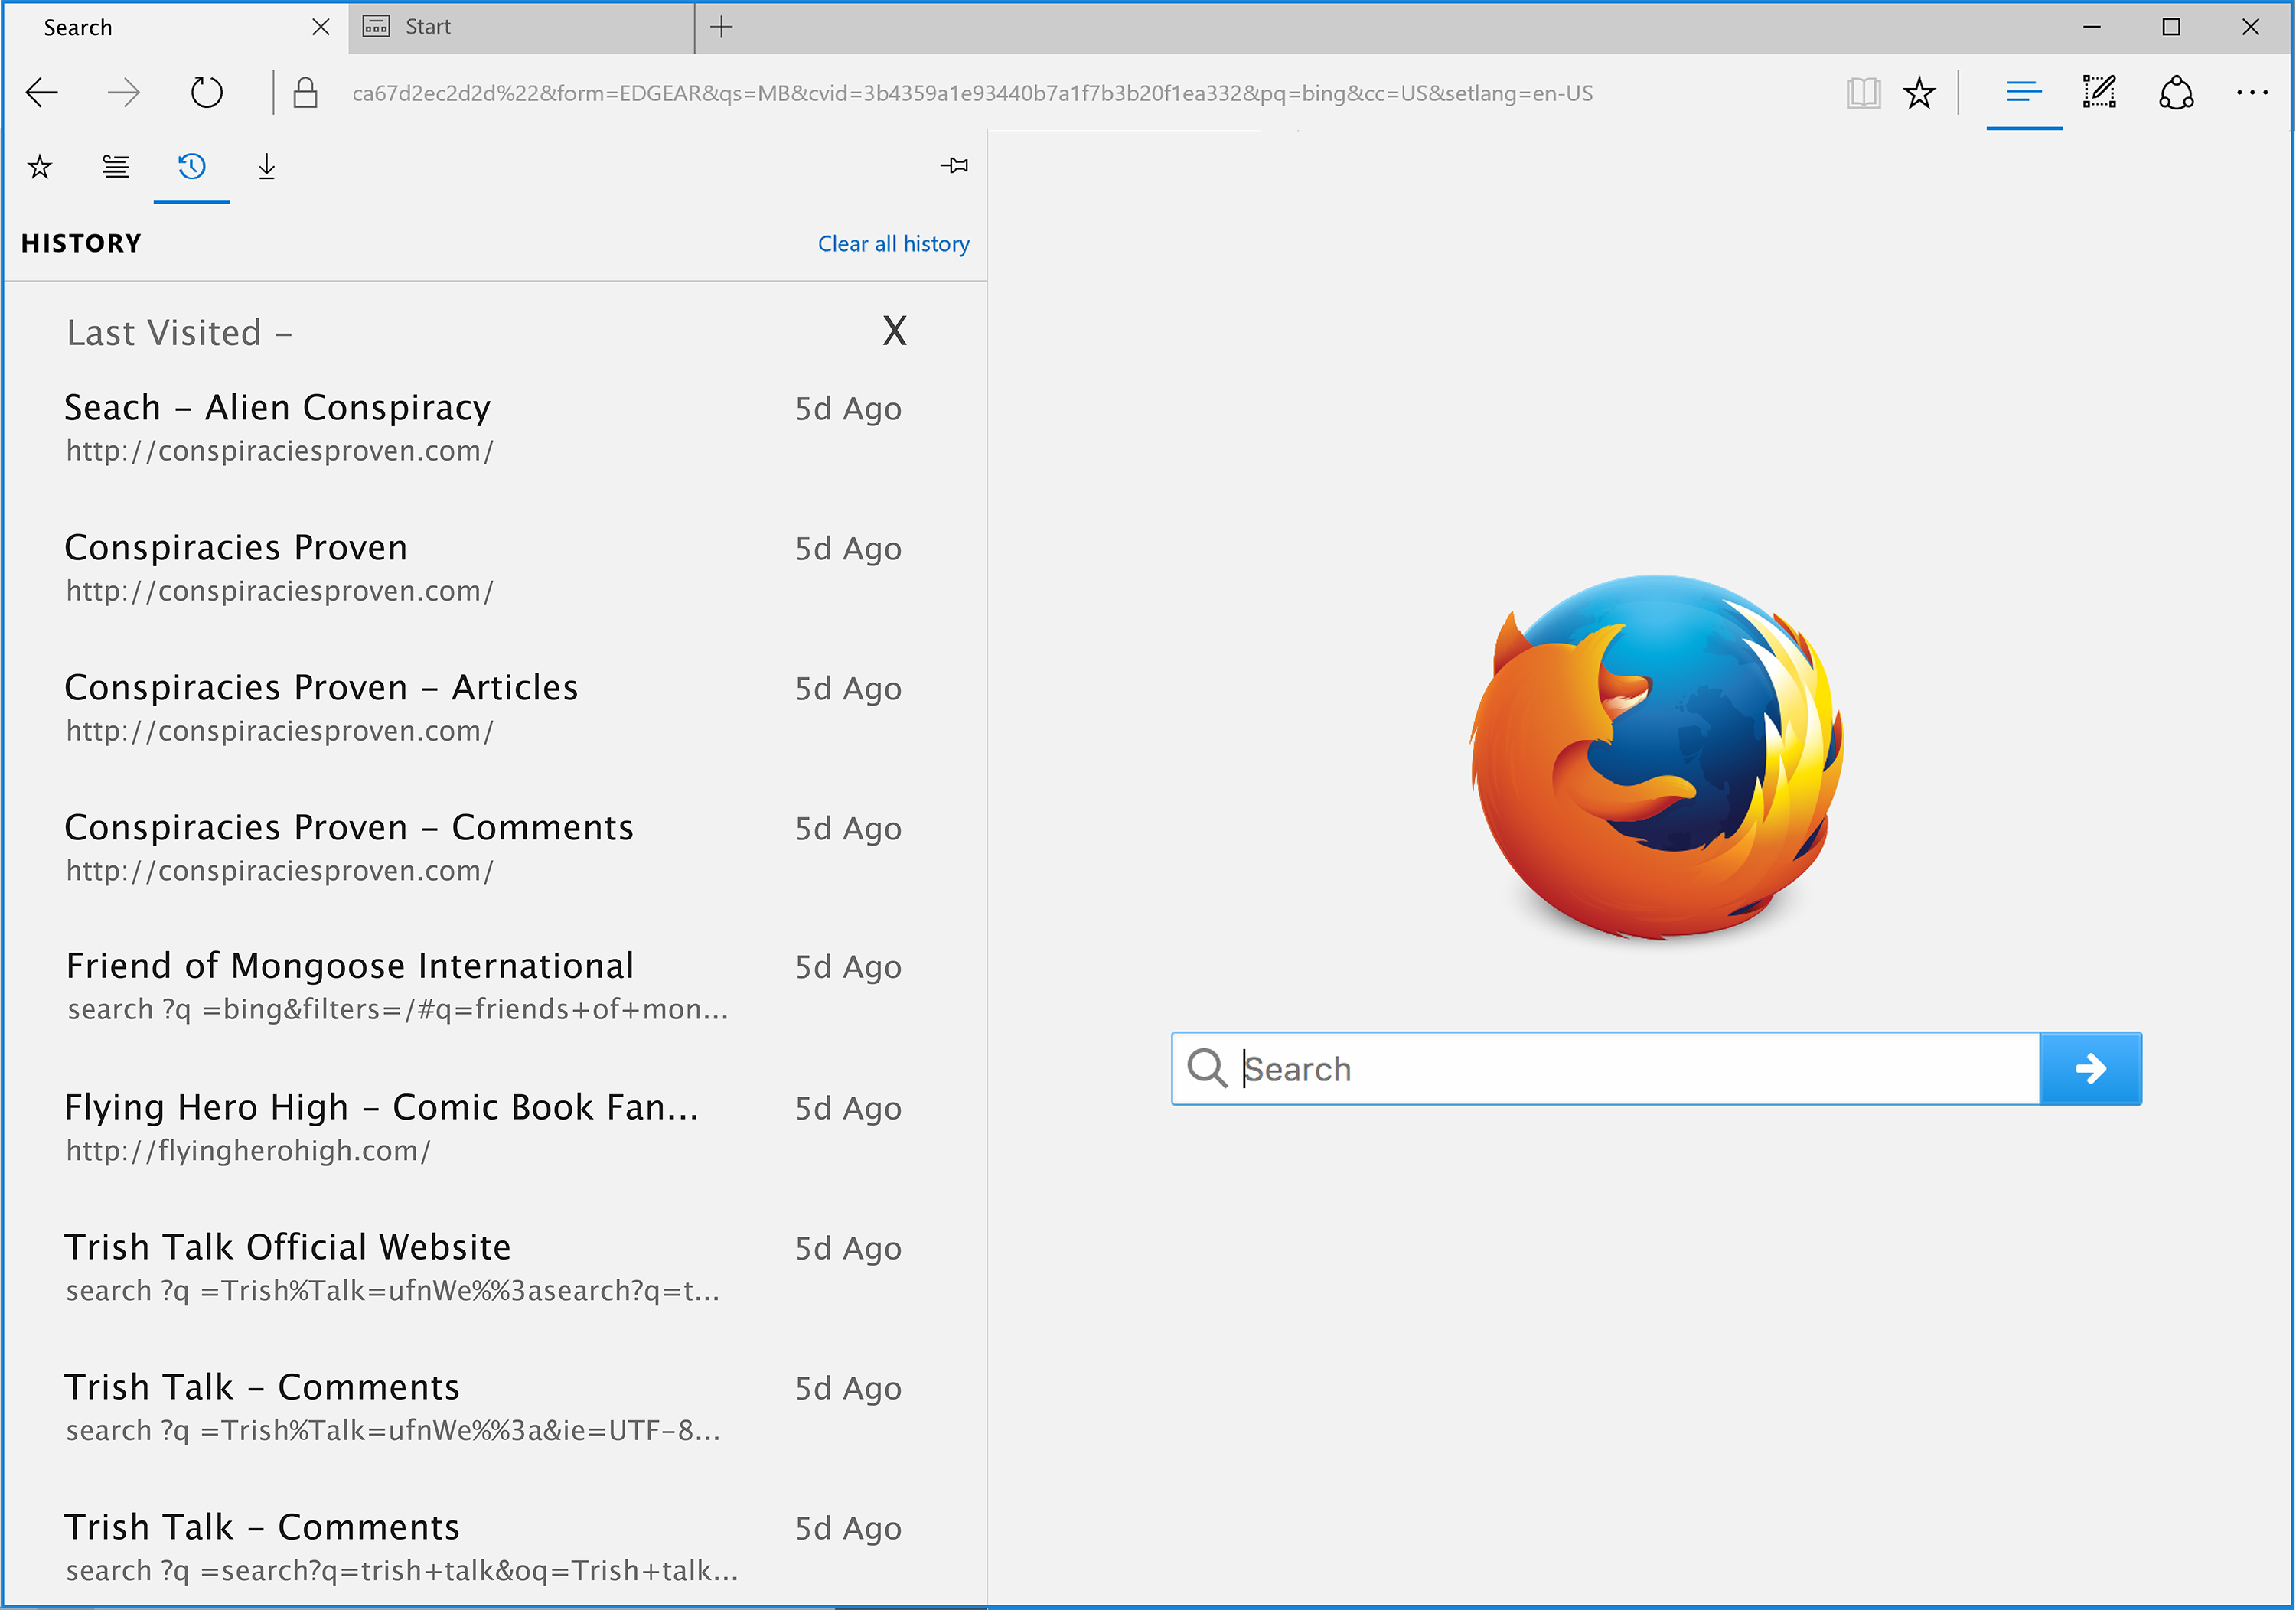 Search
Start
ca67d2ec2d2d%22&form=EDGEAR&qs=MB&cvid=3b4359a1e93440b7a1f7b3b20f1ea332&pq=bing&cc=US&setlang=en-US
HISTORY
Clear all history
Last Visited –
X
Seach – Alien Conspiracy
5d Ago
http://conspiraciesproven.com/
Conspiracies Proven
5d Ago
http://conspiraciesproven.com/
Conspiracies Proven – Articles
5d Ago
http://conspiraciesproven.com/
Conspiracies Proven – Comments
5d Ago
http://conspiraciesproven.com/
Friend of Mongoose International
5d Ago
search ?q =bing&filters=/#q=friends+of+mon...
Flying Hero High – Comic Book Fan...
5d Ago
http://flyingherohigh.com/
Trish Talk Official Website
5d Ago
search ?q =Trish%Talk=ufnWe%%3asearch?q=t...
Trish Talk – Comments
5d Ago
search ?q =Trish%Talk=ufnWe%%3a&ie=UTF–8...
Trish Talk – Comments
5d Ago
search ?q =search?q=trish+talk&oq=Trish+talk...
Search